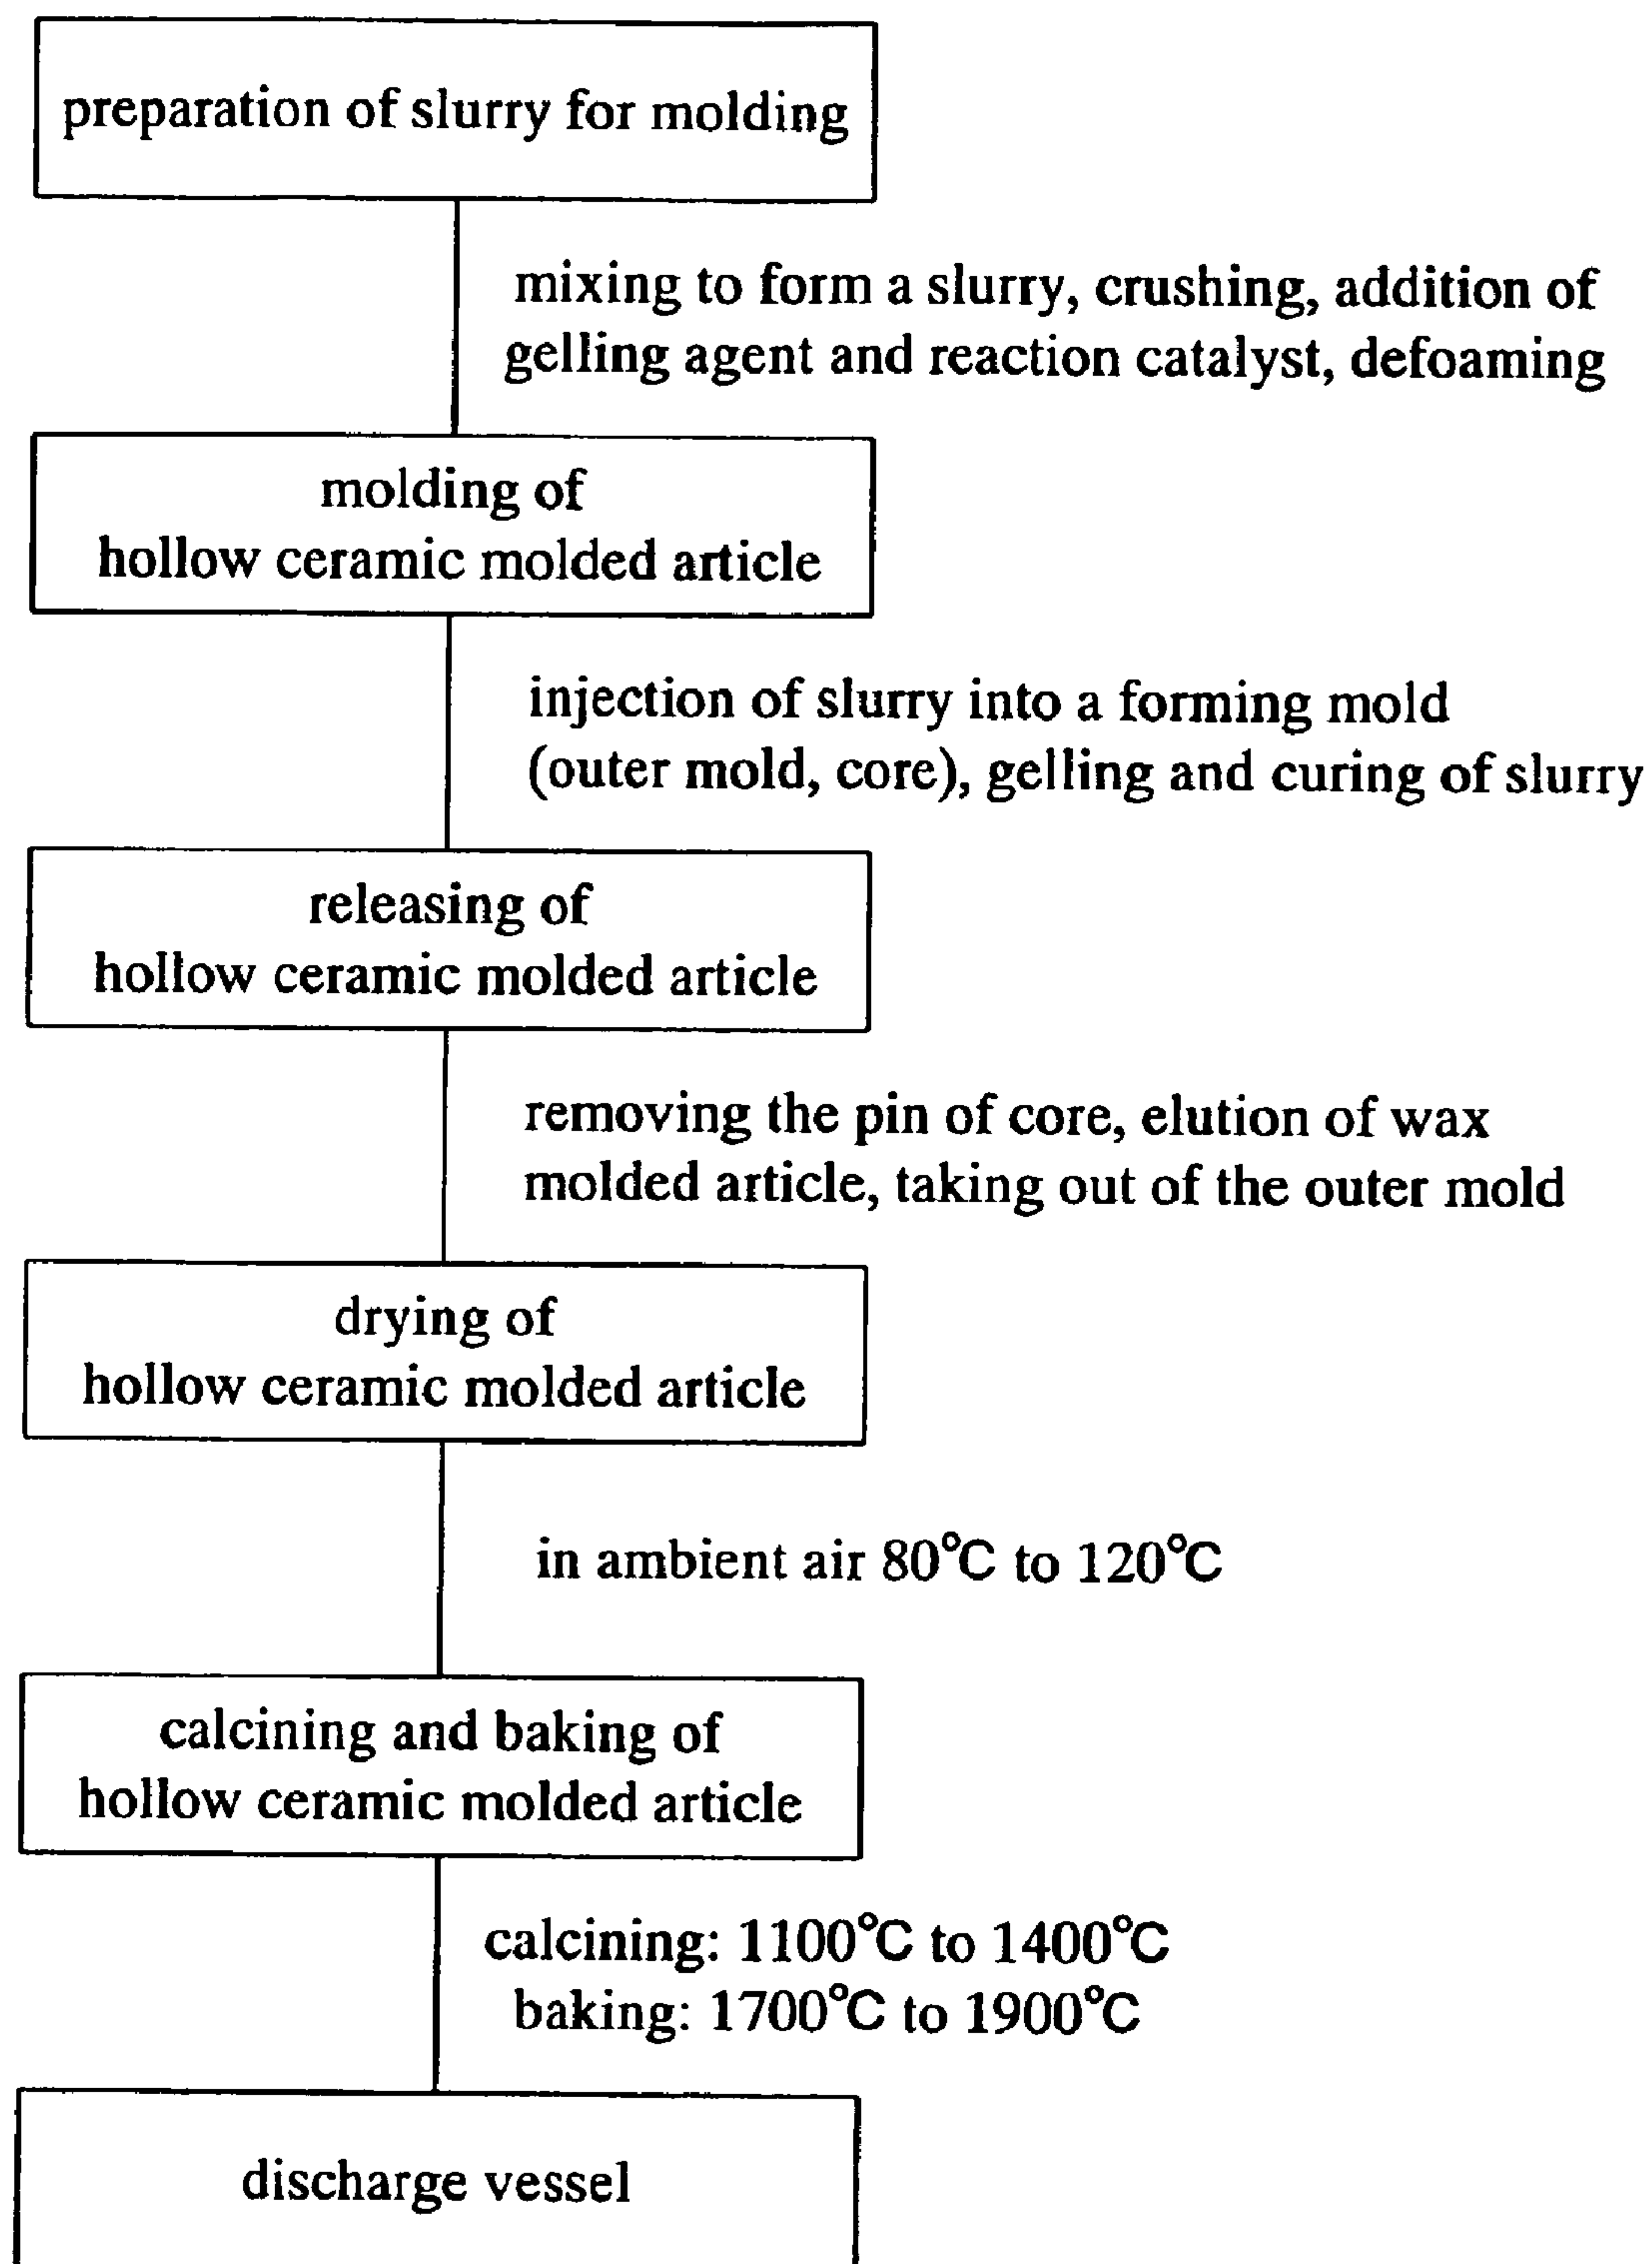 preparation of slurry for molding
mixing to form a slurry, crushing, addition of
gelling agent and reaction catalyst, defoaming
molding of
hollow ceramic molded article
injection of slurry into a forming mold
(outer mold, core), gelling and curing of slurry
releasing of
hollow ceramic molded article
removing the pin of core, elution of wax
molded article, taking out of the outer mold
drying of
hollow ceramic molded article
in ambient air 80℃ to 120℃
calcining and baking of
hollow ceramic molded article
calcining: 1100℃ to 1400℃
baking: 1700℃ to 1900℃
discharge vessel